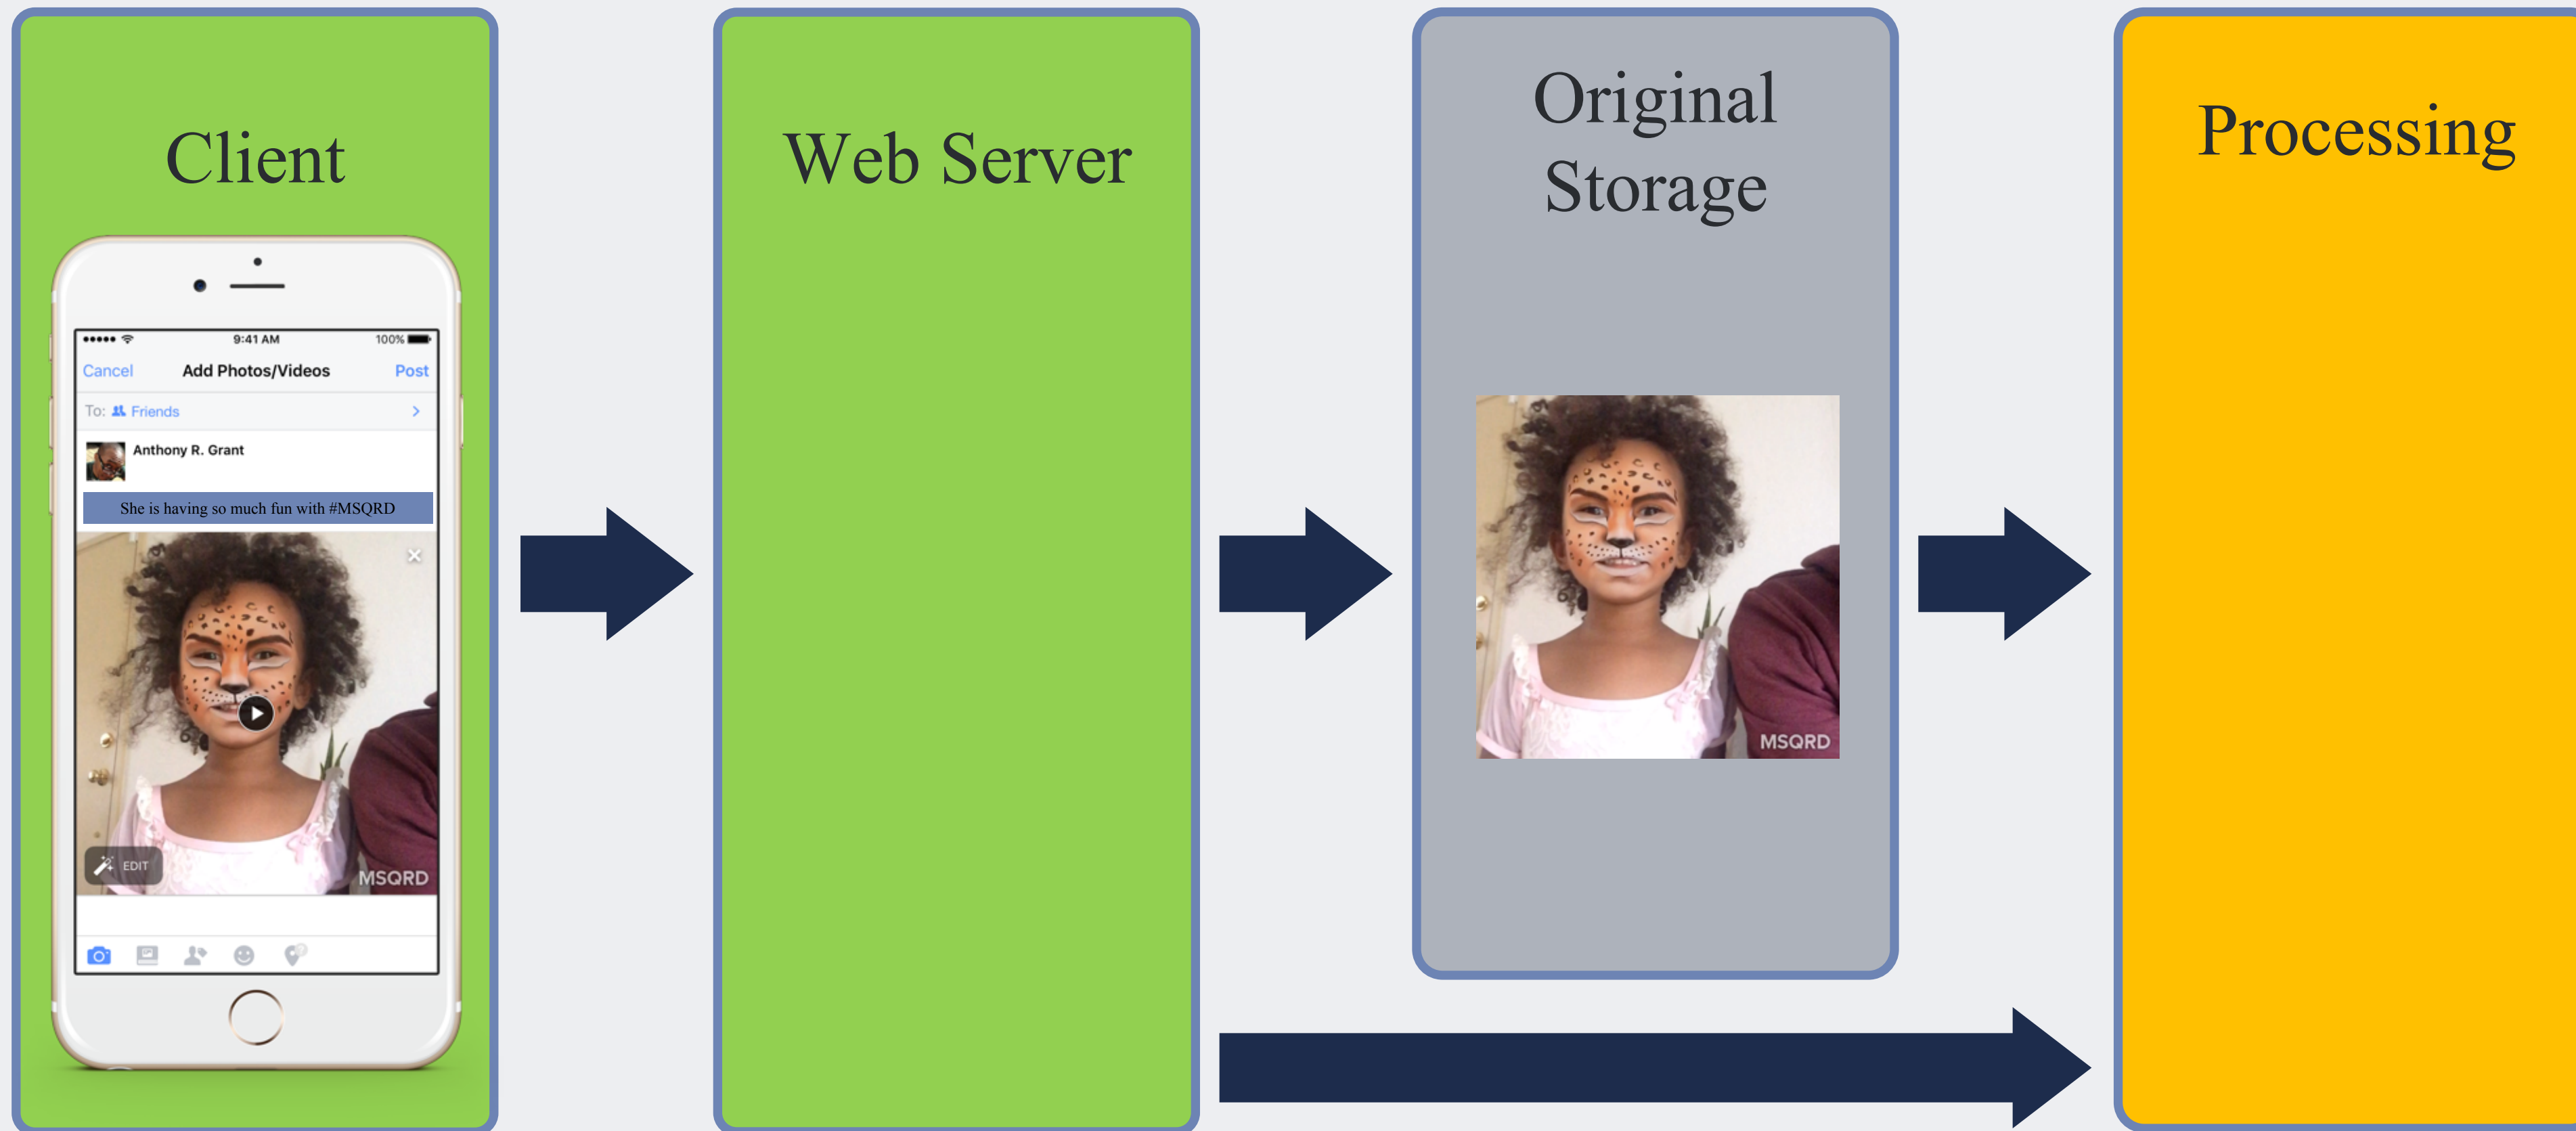 Client
9:41 AM
100%
Cancel
Add Photos/Videos
Post
To: Friends
Anthony R. Grant
She is having so much fun with #MSQRD
EDIT
MSQRD
Web Server
Original
Storage
MSQRD
Processing